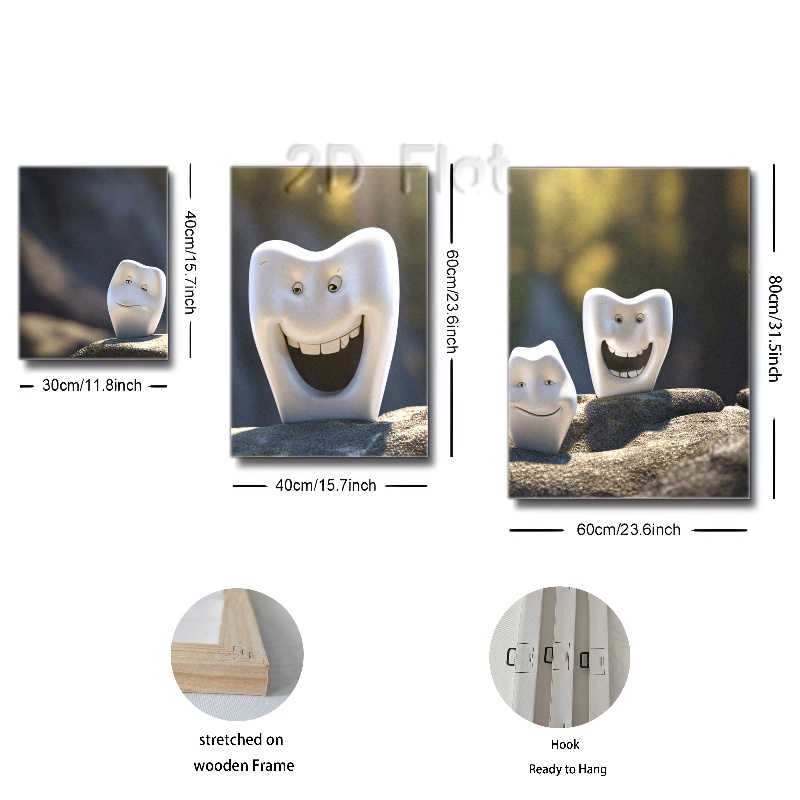 2D Flat
40cm/15.7inch
60cm/23.6inch
80cm/31.5inch
30cm/11.8inch
40cm/15.7inch
60cm/23.6inch
stretched on
wooden Frame
Hook
Ready to Hang